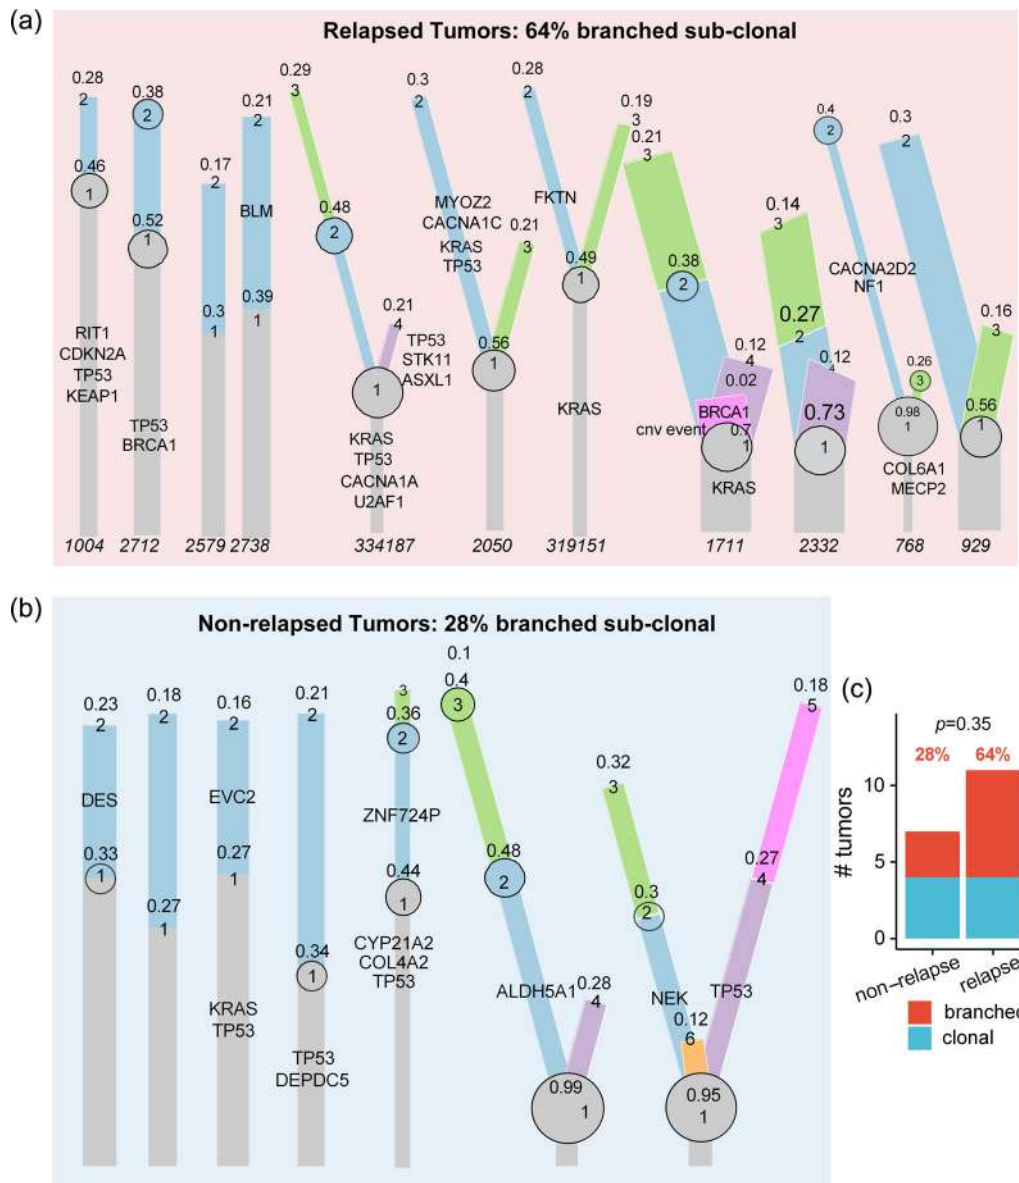 (a)
Relapsed Tumors: 64% branched sub-clonal
0.28
2
0.46
1
RIT1
CDKN2A
TP53
KEAP1
1004
0.38
2
0.52
1
TP53
BRCA1
2712
0.17
2
0.3
1
2579
0.21
2
BLM
0.39
1
2738
0.29
3
0.48
2
0.21
4
1
TP53
STK11
ASXL1
KRAS
TP53
CACNA1A
U2AF1
334187
0.3
2
MYOZ2
CACNA1C
KRAS
TP53
0.21
3
0.56
1
2050
0.28
2
FKTN
0.19
3
0.49
1
KRAS
319151
0.21
3
0.38
2
0.12
4
0.02
BRCA1
cnv event
0.7
1
KRAS
1711
0.14
3
0.27
2
0.12
4
0.73
1
2332
0.4
2
CACNA2D2
NF1
0.26
3
0.98
1
COL6A1
MECP2
768
0.3
2
0.16
3
0.56
1
929
(b)
Non-relapsed Tumors: 28% branched sub-clonal
0.23
2
DES
0.33
1
0.18
2
0.27
1
0.16
2
EVC2
0.27
1
KRAS
TP53
0.21
2
0.34
1
TP53
DEPDC5
3
0.36
2
ZNF724P
0.44
1
CYP21A2
COL4A2
TP53
0.1
0.4
3
0.48
2
ALDH5A1
0.28
4
0.99
1
0.32
3
0.3
2
NEK
0.12
6
0.18
5
0.27
4
TP53
0.95
1
(c)
p=0.35
28%
64%
# tumors
10
5
0
non-relapse
relapse
branched
clonal